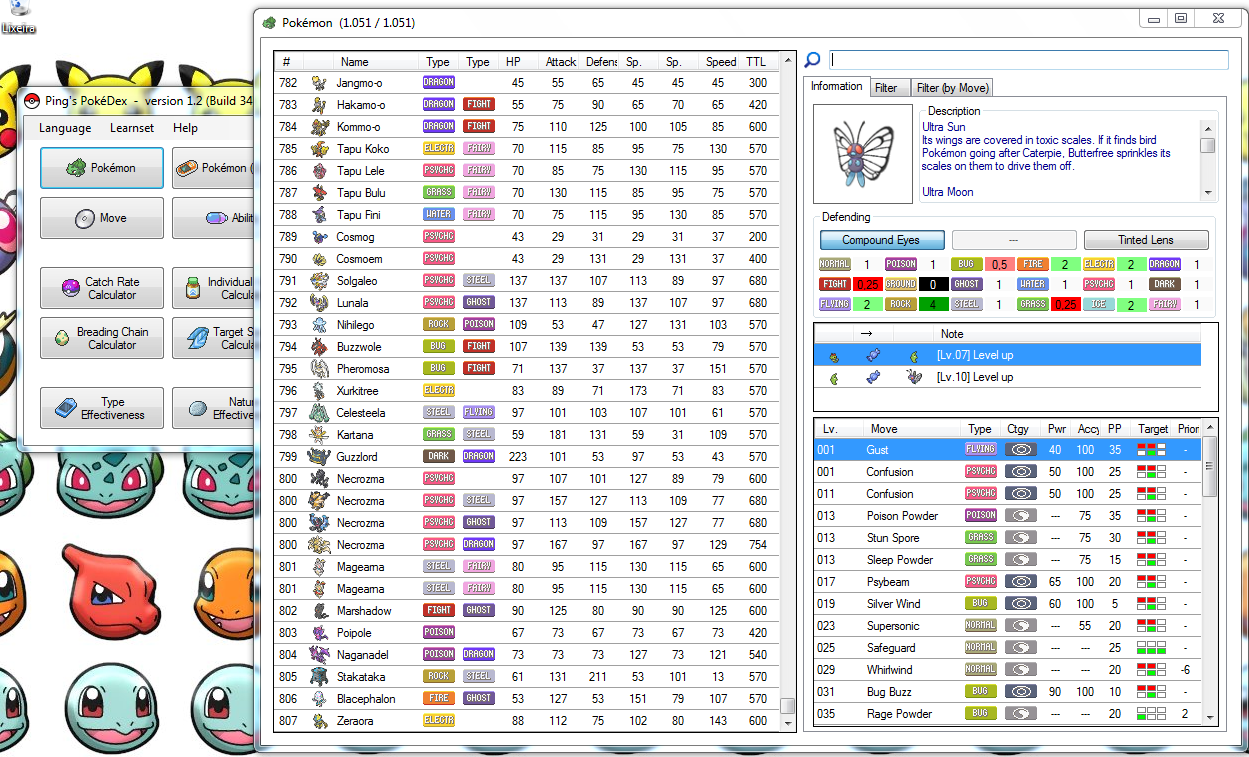 Lixeira
Ping's PokéDex - version 1.2 (Build 34
Language Learnset Help
Pokémon Pokémon (
Move Abilit
Catch Rate Calculator Individual Calcula
Breading Chain Calculator Target S Calcula
Type Effectiveness Natu Effective
Pokémon (1.051 / 1.051)
# Name Type Type HP Attack Defens Sp. Sp. Speed TTL
782 Jangmo-o DRAGON 45 55 65 45 45 45 300
783 Hakamo-o DRAGON FIGHT 55 75 90 65 70 65 420
784 Kommo-o DRAGON FIGHT 75 110 125 100 105 85 600
785 Tapu Koko ELECTR FAIRY 70 115 85 95 75 130 570
786 Tapu Lele PSYCHC FAIRY 70 85 75 130 115 95 570
787 Tapu Bulu GRASS FAIRY 70 130 115 85 95 75 570
788 Tapu Fini WATER FAIRY 70 75 115 95 130 85 570
789 Cosmog PSYCHC 43 29 31 29 31 37 200
790 Cosmoem PSYCHC 43 29 131 29 131 37 400
791 Solgaleo PSYCHC STEEL 137 137 107 113 89 97 680
792 Lunala PSYCHC GHOST 137 113 89 137 107 97 680
793 Nihilego ROCK POISON 109 53 47 127 131 103 570
794 Buzzwole BUG FIGHT 107 139 139 53 53 79 570
795 Pheromosa BUG FIGHT 71 137 37 137 37 151 570
796 Xurkitree ELECTR 83 89 71 173 71 83 570
797 Celesteela STEEL FLYING 97 101 103 107 101 61 570
798 Kartana GRASS STEEL 59 181 131 59 31 109 570
799 Guzzlord DARK DRAGON 223 101 53 97 53 43 570
800 Necrozma PSYCHC 97 107 101 127 89 79 600
800 Necrozma PSYCHC STEEL 97 157 127 113 109 77 680
800 Necrozma PSYCHC GHOST 97 113 109 157 127 77 680
800 Necrozma PSYCHC DRAGON 97 167 97 167 97 129 754
801 Magearna STEEL FAIRY 80 95 115 130 115 65 600
801 Magearna STEEL FAIRY 80 95 115 130 115 65 600
802 Marshadow FIGHT GHOST 90 125 80 90 90 125 600
803 Poipole POISON 67 73 67 73 67 73 420
804 Naganadel POISON DRAGON 73 73 73 127 73 121 540
805 Stakataka ROCK STEEL 61 131 211 53 101 13 570
806 Blacephalon FIRE GHOST 53 127 53 151 79 107 570
807 Zeraora ELECTR 88 112 75 102 80 143 600
Information Filter Filter (by Move)
Description
Ultra Sun
Its wings are covered in toxic scales. If it finds bird
Pokémon going after Caterpie, Butterfree sprinkles its
scales on them to drive them off.
Ultra Moon
Defending
Compound Eyes --- Tinted Lens
NORMAL 1 POISON 1 BUG 0,5 FIRE 2 ELECTR 2 DRAGON 1
FIGHT 0,25 GROUND 0 GHOST 1 WATER 1 PSYCHC 1 DARK 1
FLYING 2 ROCK 4 STEEL 1 GRASS 0,25 ICE 2 FAIRY 1
→ Note
[Lv.07] Level up
[Lv.10] Level up
Lv. Move Type Ctgy Pwr Accy PP Target Prior
001 Gust FLYING 40 100 35 -
001 Confusion PSYCHC 50 100 25 -
011 Confusion PSYCHC 50 100 25 -
013 Poison Powder POISON --- 75 35 -
013 Stun Spore GRASS --- 75 30 -
013 Sleep Powder GRASS --- 75 15 -
017 Psybeam PSYCHC 65 100 20 -
019 Silver Wind BUG 60 100 5 -
023 Supersonic NORMAL --- 55 20 -
025 Safeguard NORMAL --- --- 25 -
029 Whirlwind NORMAL --- --- 20 -6
031 Bug Buzz BUG 90 100 10 -
035 Rage Powder BUG --- --- 20 2